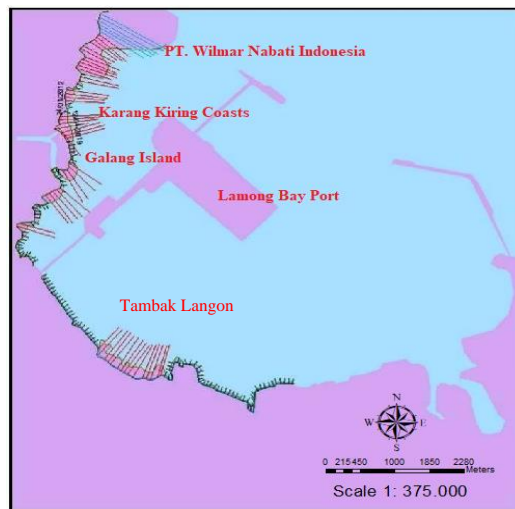 PT. Wilmar Nabati Indonesia
Karang Kiring Coasts
Galang Island
Lamong Bay Port
Tambak Langon
N
W E
S
0 215450 1000 1850 2280
Meters
Scale 1: 375.000